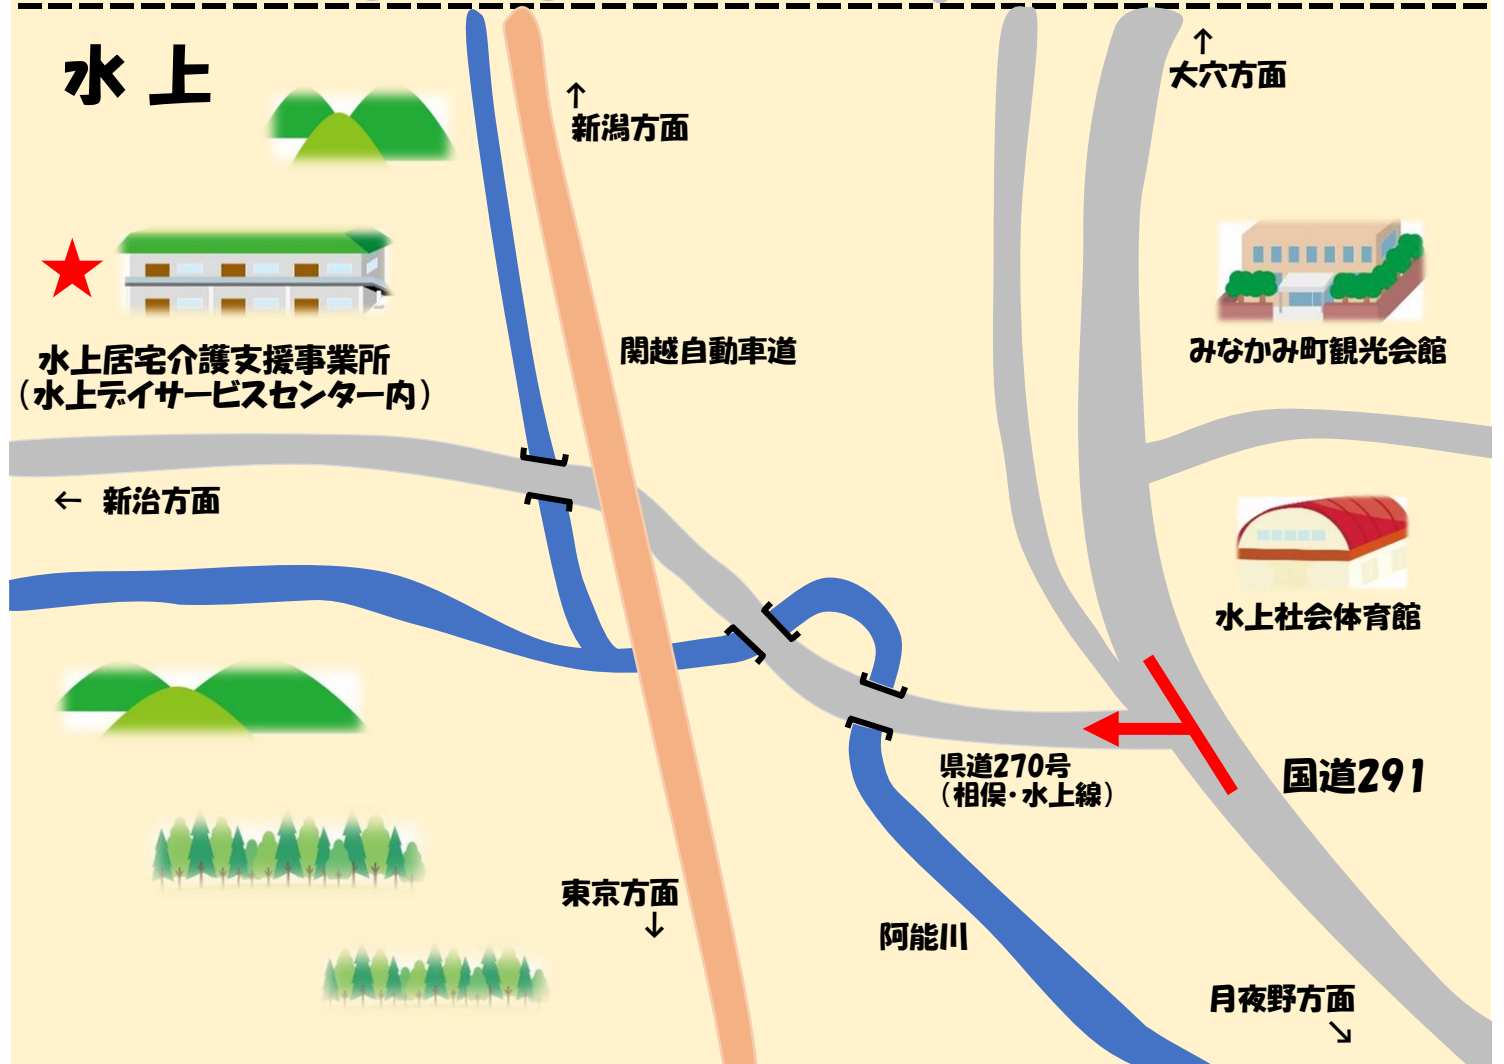 水 上
↑
大穴方面
↑
新潟方面
関越自動車道
みなかみ町観光会館
水上居宅介護支援事業所
（水上デイサービスセンター内）
← 新治方面
水上社会体育館
県道270号
（相俣・水上線）
国道291
東京方面
↓
阿能川
月夜野方面
↘